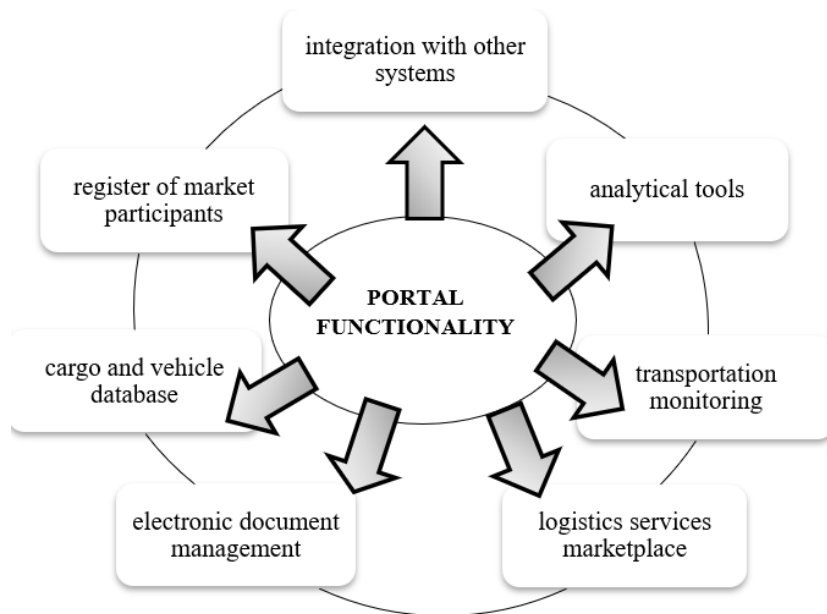 integration with other
systems
register of market
participants
analytical tools
PORTAL
FUNCTIONALITY
cargo and vehicle
database
transportation
monitoring
electronic document
management
logistics services
marketplace